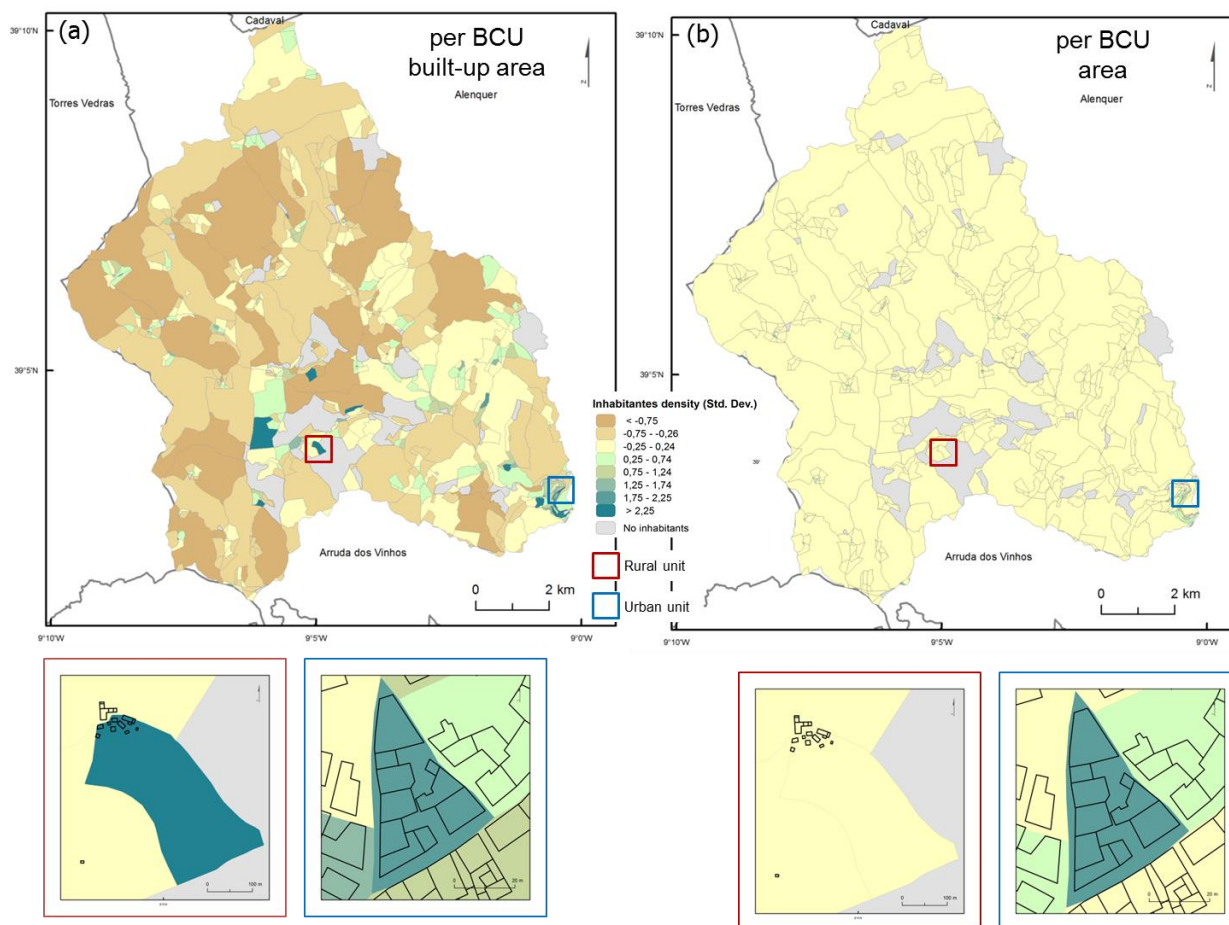 (a)
Cadaval
per BCU
built-up area
N
Alenquer
Torres Vedras
39°10'N
39°5'N
Arruda dos Vinhos
0 2 km
9°10'W
9°5'W
9°0'W
Inhabitantes density (Std. Dev.)
< -0,75
-0,75 - -0,26
-0,25 - 0,24
0,25 - 0,74
0,75 - 1,24
1,25 - 1,74
1,75 - 2,25
> 2,25
No inhabitants
Rural unit
Urban unit
(b)
Cadaval
per BCU
area
N
Alenquer
Torres Vedras
39°10'N
39°5'N
39'
Arruda dos Vinhos
0 2 km
9°10'W
9°5'W
9°0'W
0 100 m
0 20 m
0 100 m
0 20 m